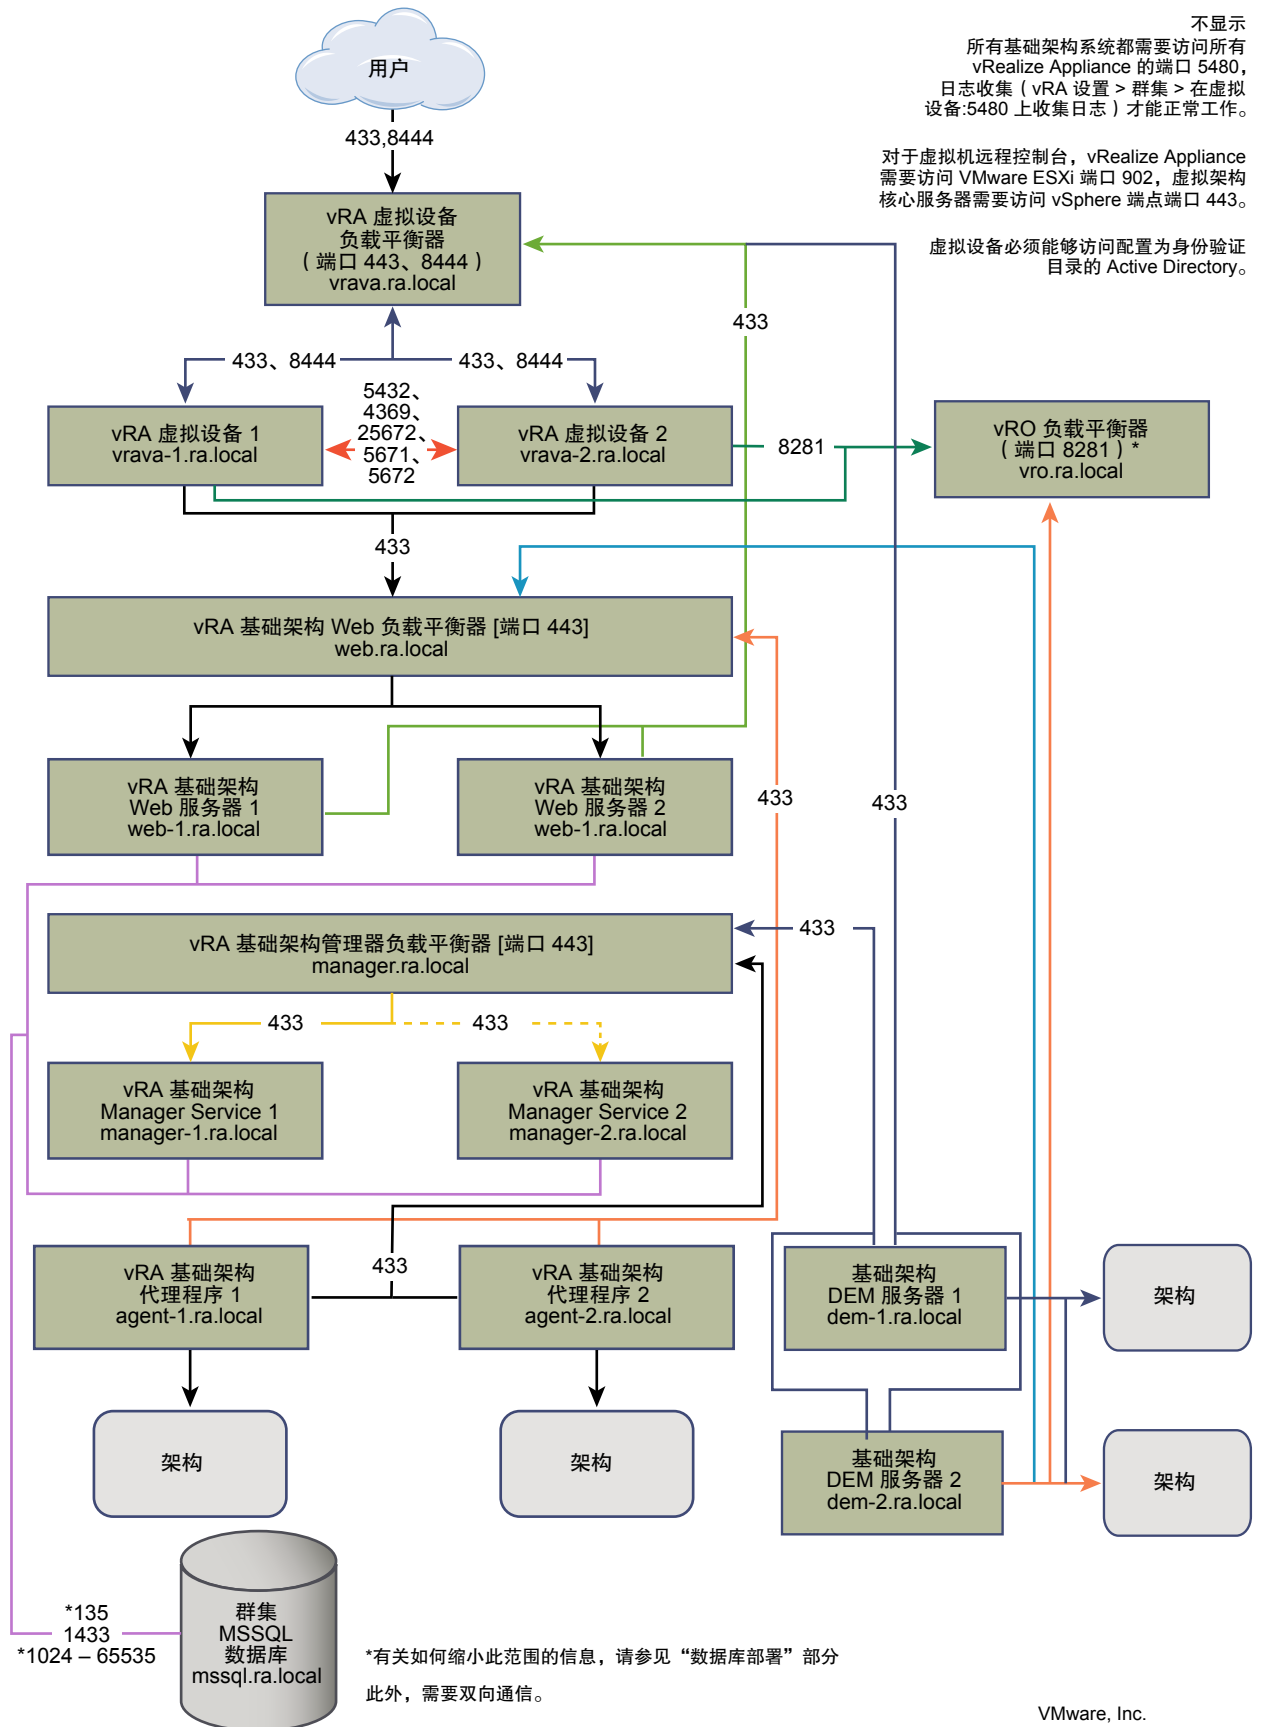 用户
不显示
所有基础架构系统都需要访问所有
vRealize Appliance 的端口 5480，
日志收集（vRA 设置 > 群集 > 在虚拟
设备:5480 上收集日志）才能正常工作。
对于虚拟机远程控制台，vRealize Appliance
需要访问 VMware ESXi 端口 902，虚拟架构
核心服务器需要访问 vSphere 端点端口 443。
虚拟设备必须能够访问配置为身份验证
目录的 Active Directory。
433,8444
vRA 虚拟设备
负载平衡器
（端口 443、8444）
vrava.ra.local
433
433、8444
433、8444
5432、
4369、
25672、
5671、
5672
vRA 虚拟设备 1
vrava-1.ra.local
vRA 虚拟设备 2
vrava-2.ra.local
8281
vRO 负载平衡器
（端口 8281）*
vro.ra.local
433
vRA 基础架构 Web 负载平衡器 [端口 443]
web.ra.local
vRA 基础架构
Web 服务器 1
web-1.ra.local
vRA 基础架构
Web 服务器 2
web-1.ra.local
433
433
vRA 基础架构管理器负载平衡器 [端口 443]
manager.ra.local
433
433
433
vRA 基础架构
Manager Service 1
manager-1.ra.local
vRA 基础架构
Manager Service 2
manager-2.ra.local
vRA 基础架构
代理程序 1
agent-1.ra.local
433
vRA 基础架构
代理程序 2
agent-2.ra.local
基础架构
DEM 服务器 1
dem-1.ra.local
架构
架构
架构
基础架构
DEM 服务器 2
dem-2.ra.local
架构
*135
1433
*1024 – 65535
群集
MSSQL
数据库
mssql.ra.local
*有关如何缩小此范围的信息，请参见“数据库部署”部分
此外，需要双向通信。
VMware, Inc.